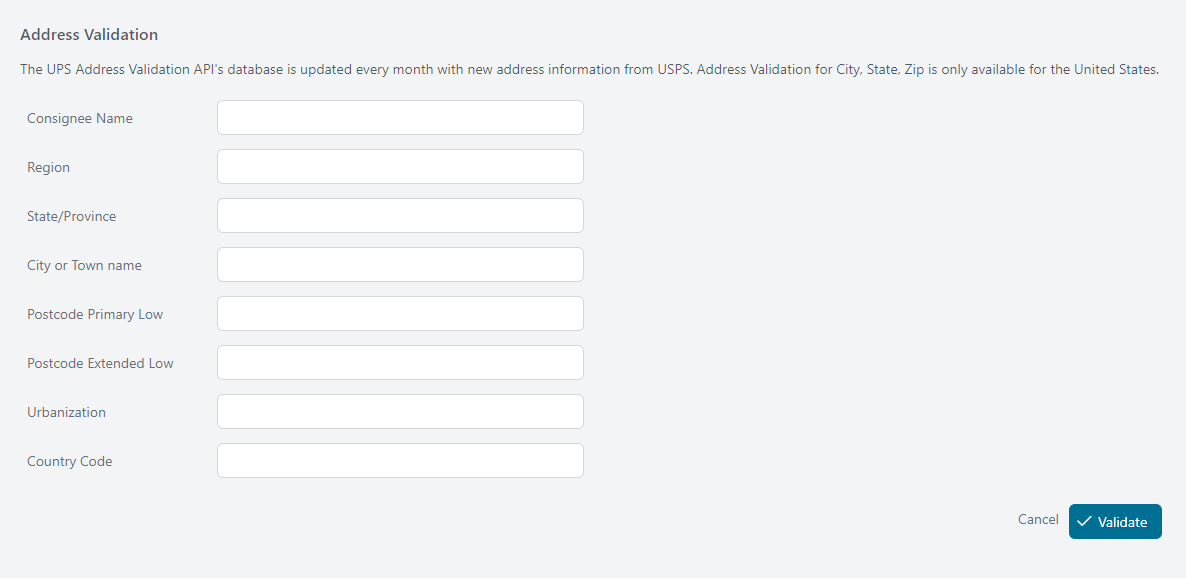 Address Validation
The UPS Address Validation API's database is updated every month with new address information from USPS. Address Validation for City, State, Zip is only available for the United States.
Consignee Name
Region
State/Province
City or Town name
Postcode Primary Low
Postcode Extended Low
Urbanization
Country Code
Cancel Validate